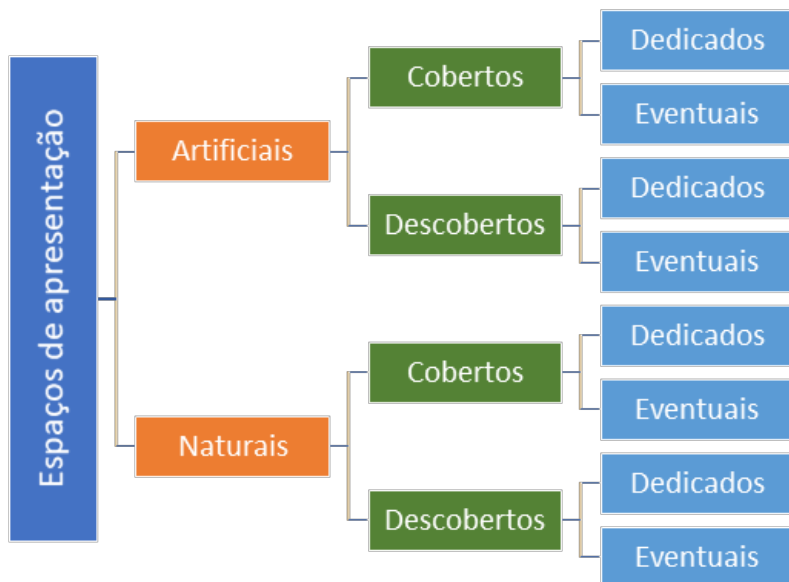 Espaços de apresentação
Artificiais
Cobertos
Dedicados
Eventuais
Descobertos
Dedicados
Eventuais
Naturais
Cobertos
Dedicados
Eventuais
Descobertos
Dedicados
Eventuais